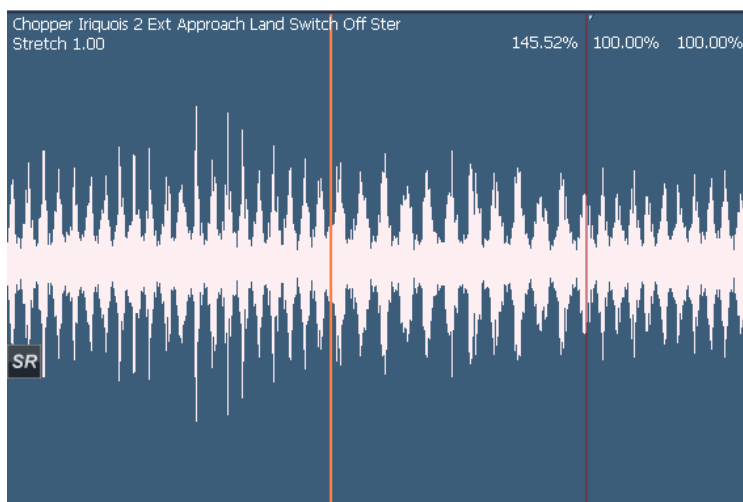 Chopper Iriquois 2 Ext Approach Land Switch Off Ster
Stretch 1.00 145.52% 100.00% 100.00%
SR